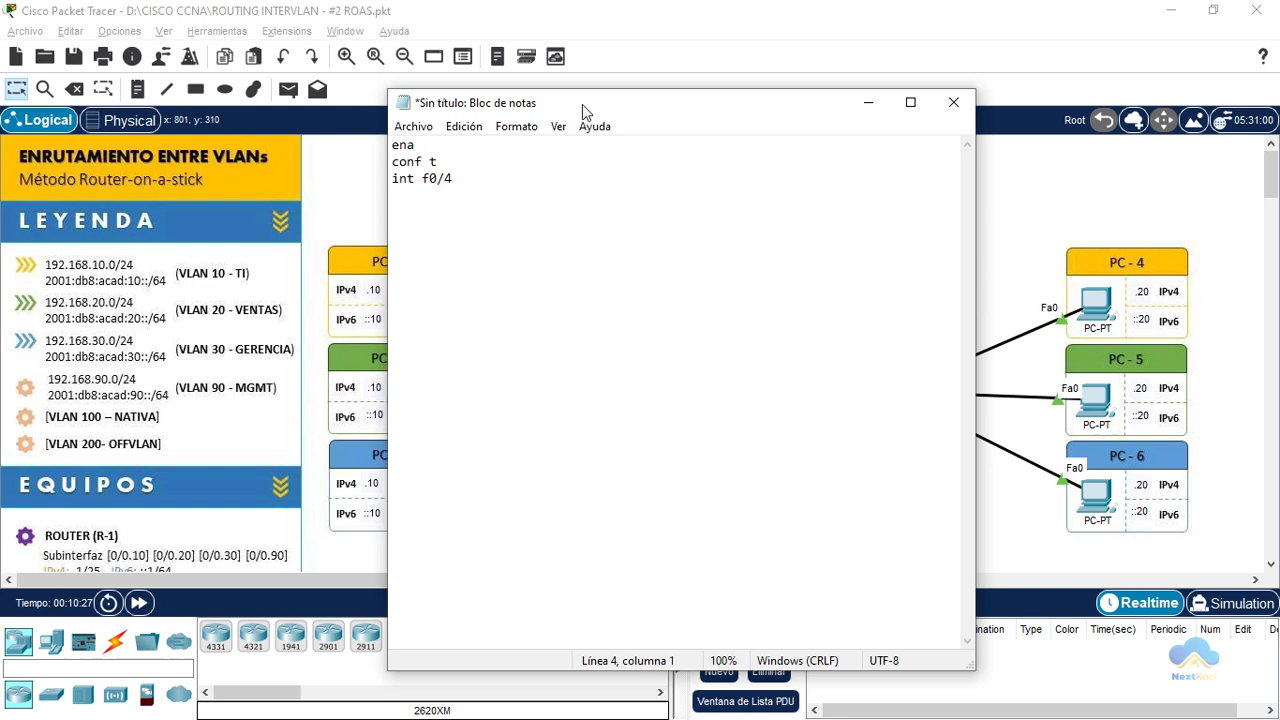 Cisco Packet Tracer - D:\CISCO CCNA\ROUTING INTERVLAN - #2 ROAS.pkt
Archivo Editar Opciones Ver Herramientas Extensions Window Ayuda
Logical Physical x: 801, y: 310
Root 05:31:00
ENRUTAMIENTO ENTRE VLANs
Método Router-on-a-stick
LEYENDA
192.168.10.0/24
2001:db8:acad:10::/64
(VLAN 10 - TI)
192.168.20.0/24
2001:db8:acad:20::/64
(VLAN 20 - VENTAS)
192.168.30.0/24
2001:db8:acad:30::/64
(VLAN 30 - GERENCIA)
192.168.90.0/24
2001:db8:acad:90::/64
(VLAN 90 - MGMT)
[VLAN 100 – NATIVA]
[VLAN 200- OFFVLAN]
EQUIPOS
ROUTER (R-1)
Subinterfaz [0/0.10] [0/0.20] [0/0.30] [0/0.90]
PC
IPv4 .10
IPv6 ::10
PC
IPv4 .10
IPv6 ::10
PC
IPv4 .10
IPv6 ::10
*Sin título: Bloc de notas
Archivo Edición Formato Ver Ayuda
ena
conf t
int f0/4
Línea 4, columna 1 100% Windows (CRLF) UTF-8
PC - 4
Fa0
.20 IPv4
::20 IPv6
PC-PT
PC - 5
Fa0
.20 IPv4
::20 IPv6
PC-PT
PC - 6
Fa0
.20 IPv4
::20 IPv6
PC-PT
Tiempo: 00:10:27
Realtime Simulation
4331 4321 1941 2901 2911
2620XM
Nuevo Eliminar
Ventana de Lista PDU
ination Type Color Time(sec) Periodic Num Edit De
NextKool